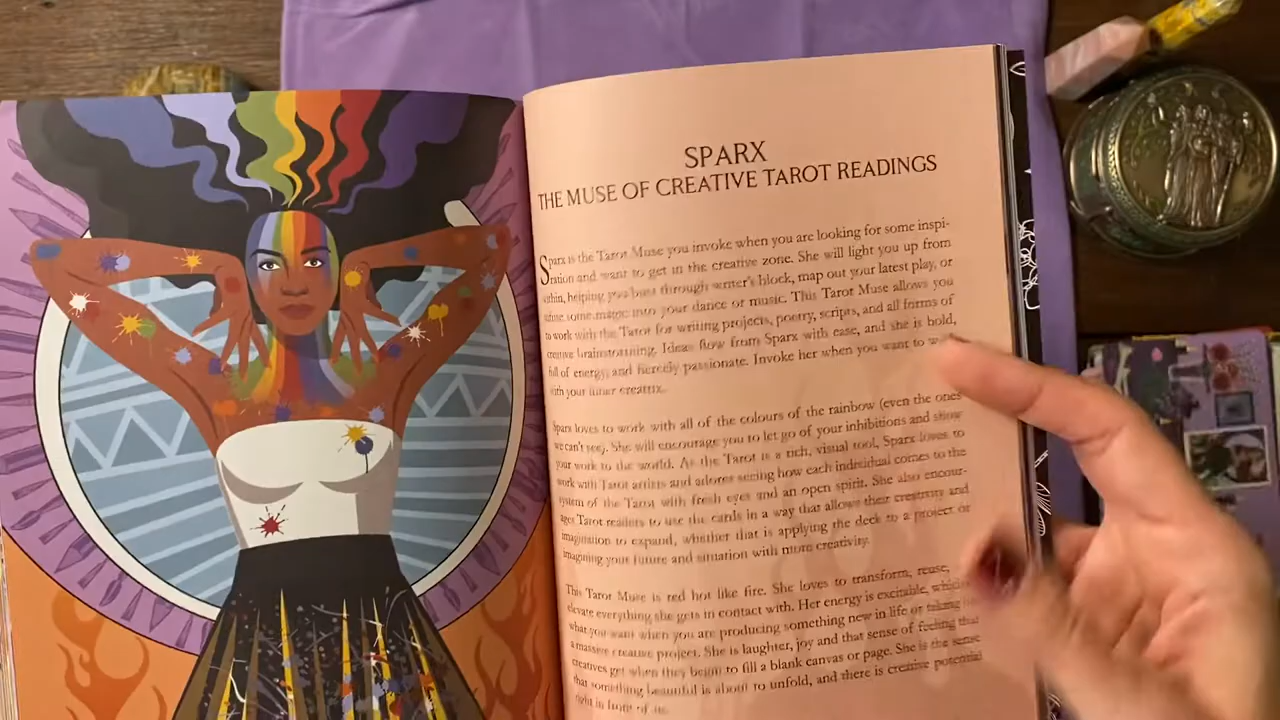 SPARX
THE MUSE OF CREATIVE TAROT READINGS
Sparx is the Tarot Muse you invoke when you are looking for some inspi-
ration and want to get in the creative zone. She will light you up from
within, helping you bust through writer's block, map out your latest play, or
infuse some magic into your dance or music. This Tarot Muse allows you
to work with the Tarot for writing projects, poetry, scripts, and all forms of
creative brainstorming. Ideas flow from Sparx with ease, and she is bold,
full of energy, and fiercely passionate. Invoke her when you want to
with your inner creatrix.
Sparx loves to work with all of the colours of the rainbow (even the ones
we can't see). She will encourage you to let go of your inhibitions and show
your work to the world. As the Tarot is a rich, visual tool, Sparx loves to
work with Tarot artists and adores seeing how each individual comes to the
system of the Tarot with fresh eyes and an open spirit. She also encour-
ages Tarot readers to use the cards in a way that allows their creativity and
imagination to expand, whether that is applying the deck to a project or
imagining your future and situation with more creativity.
This Tarot Muse is red hot like fire. She loves to transform, reuse,
elevate everything she gets in contact with. Her energy is excitable, which is
what you want when you are producing something new in life or taking
a massive creative project. She is laughter, joy and that sense of feeling that
creatives get when they begin to fill a blank canvas or page. She is the sense
that something beautiful is about to unfold, and there is creative potential
right in front of us.